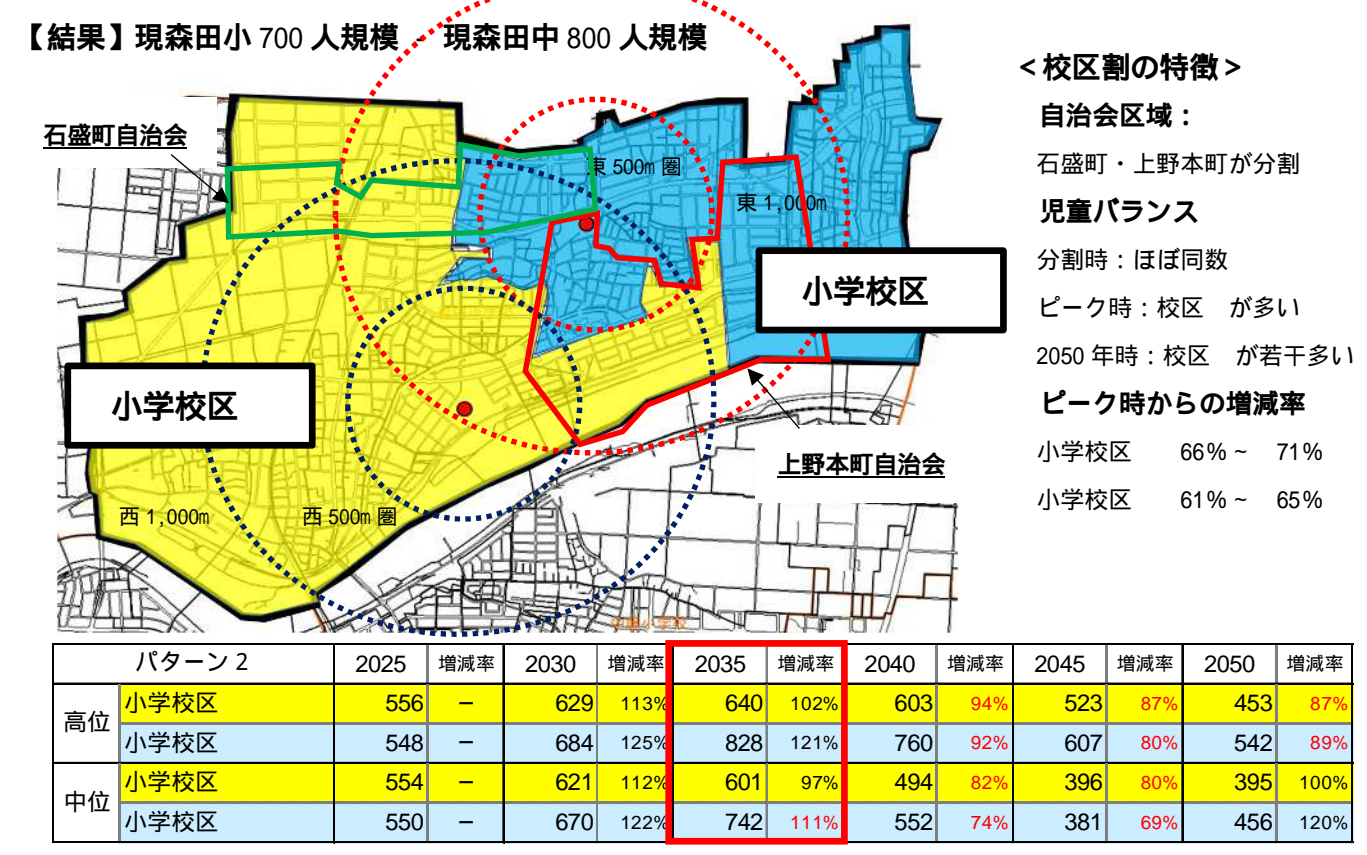 【結果】現森田小 700 人規模 - 現森田中 800 人規模
石盛町自治会
東 500m 圏
東 1,000m
小学校区
小学校区
西 1,000m
西 500m 圏
上野本町自治会
<校区割の特徴>
自治会区域:
石盛町・上野本町が分割
児童バランス
分割時:ほぼ同数
ピーク時:校区 が多い
2050 年時:校区 が若干多い
ピーク時からの増減率
小学校区 66%~ 71%
小学校区 61%~ 65%
パターン 2 2025 増減率 2030 増減率 2035 増減率 2040 増減率 2045 増減率 2050 増減率
高位 小学校区 556 − 629 113% 640 102% 603 94% 523 87% 453 87%
小学校区 548 − 684 125% 828 121% 760 92% 607 80% 542 89%
中位 小学校区 554 − 621 112% 601 97% 494 82% 396 80% 395 100%
小学校区 550 − 670 122% 742 111% 552 74% 381 69% 456 120%